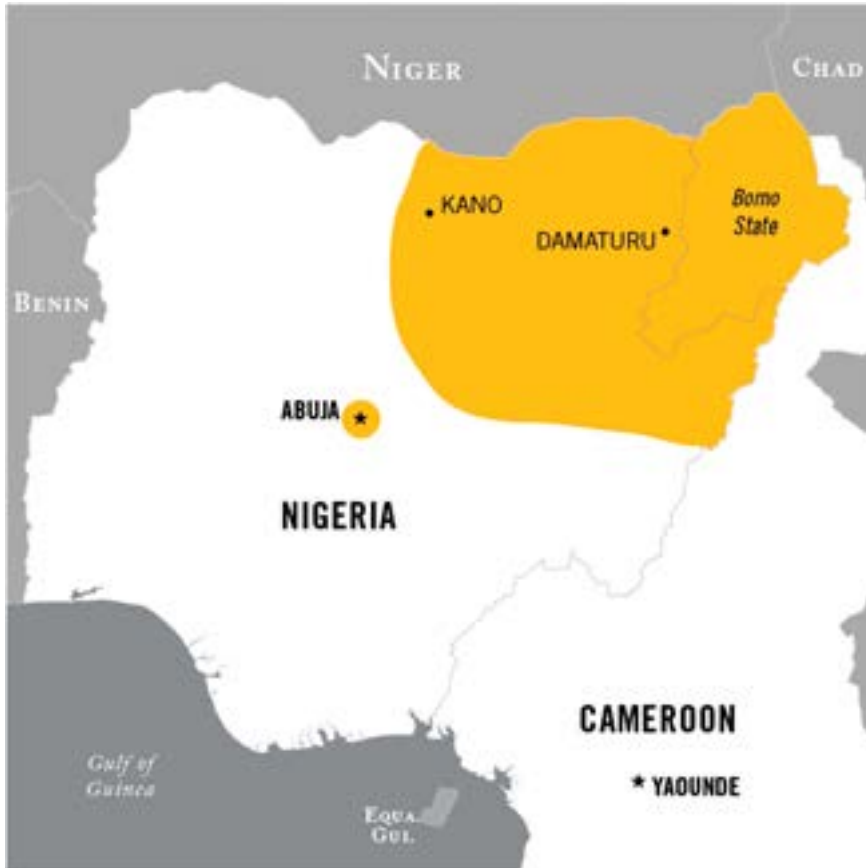 NIGER
CHAD
KANO
Borno
State
DAMATURU
BENIN
ABUJA
NIGERIA
CAMEROON
Gulf of
Guinea
YAOUNDE
EQUA.
GUI.